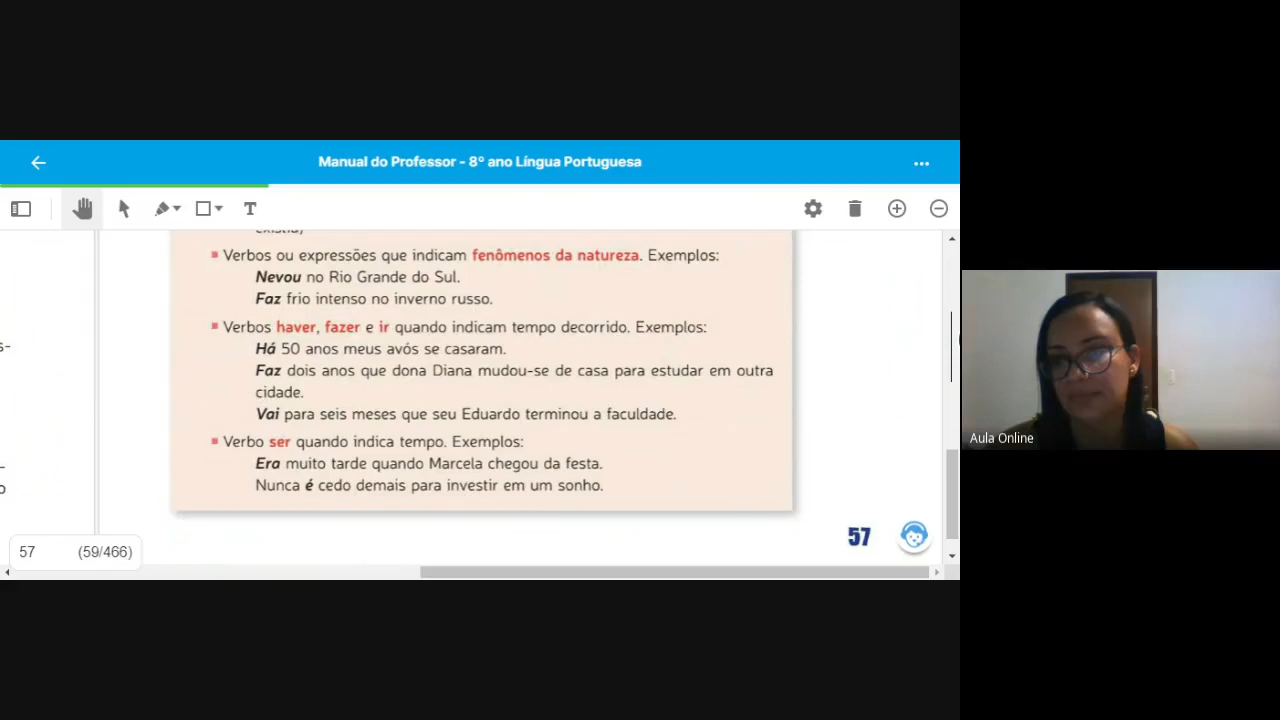 Manual do Professor - 8º ano Língua Portuguesa
T
existia)
Verbos ou expressões que indicam fenômenos da natureza. Exemplos:
Nevou no Rio Grande do Sul.
Faz frio intenso no inverno russo.
Verbos haver, fazer e ir quando indicam tempo decorrido. Exemplos:
Há 50 anos meus avós se casaram.
Faz dois anos que dona Diana mudou-se de casa para estudar em outra
cidade.
Vai para seis meses que seu Eduardo terminou a faculdade.
Verbo ser quando indica tempo. Exemplos:
Era muito tarde quando Marcela chegou da festa.
Nunca é cedo demais para investir em um sonho.
57
57 (59/466)
Aula Online